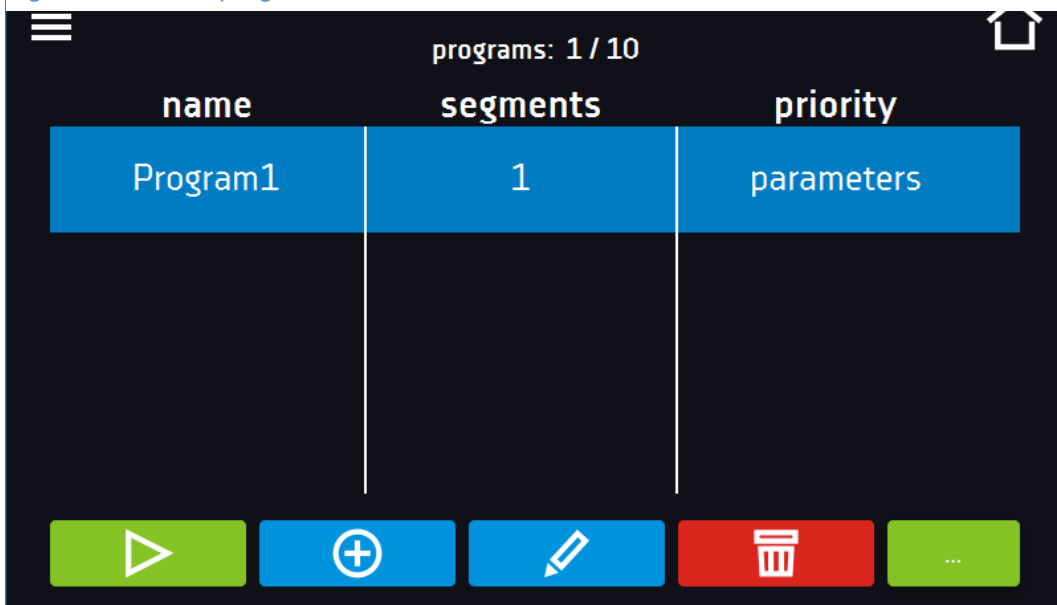 programs: 1 / 10
name segments priority
Program1 1 parameters
...